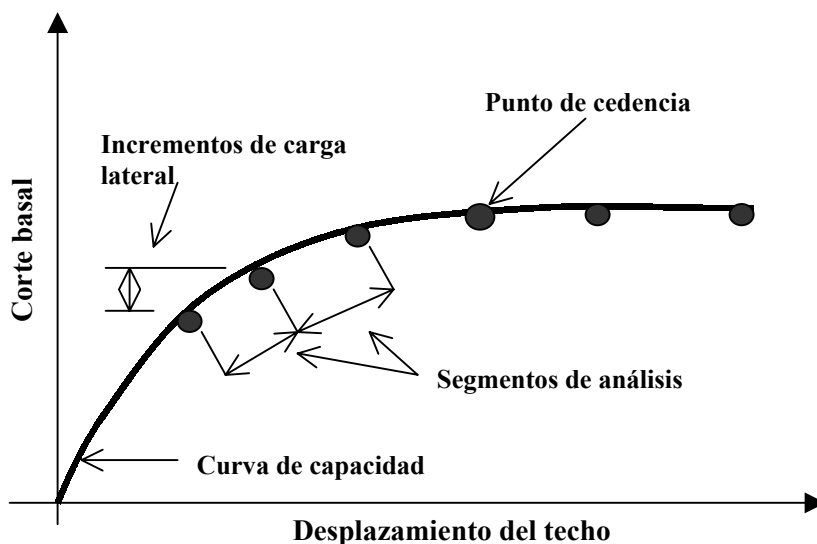 Punto de cedencia
Incrementos de carga
lateral
Corte basal
Segmentos de análisis
Curva de capacidad
Desplazamiento del techo